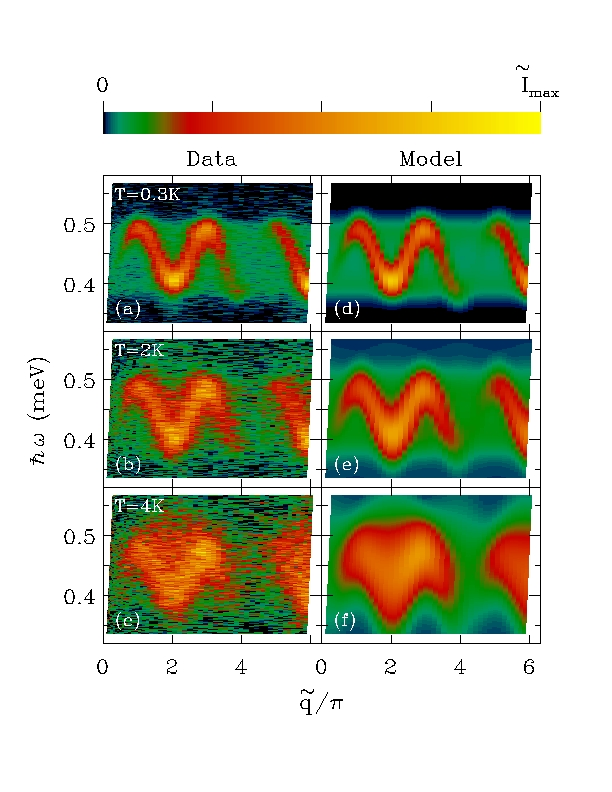 0 Ĩmax
Data Model
T=0.3K
0.5
0.4
(a) (d)
T=2K
0.5
0.4
(b) (e)
T=4K
0.5
0.4
(c) (f)
ħω (meV)
0 2 4 0 2 4 6
q̃/π